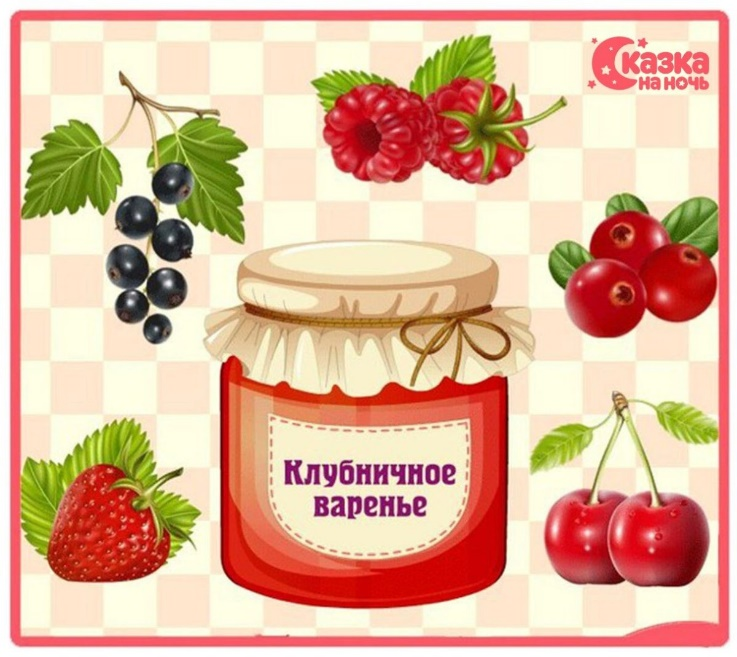 Сказка
на ночь
Клубничное
варенье